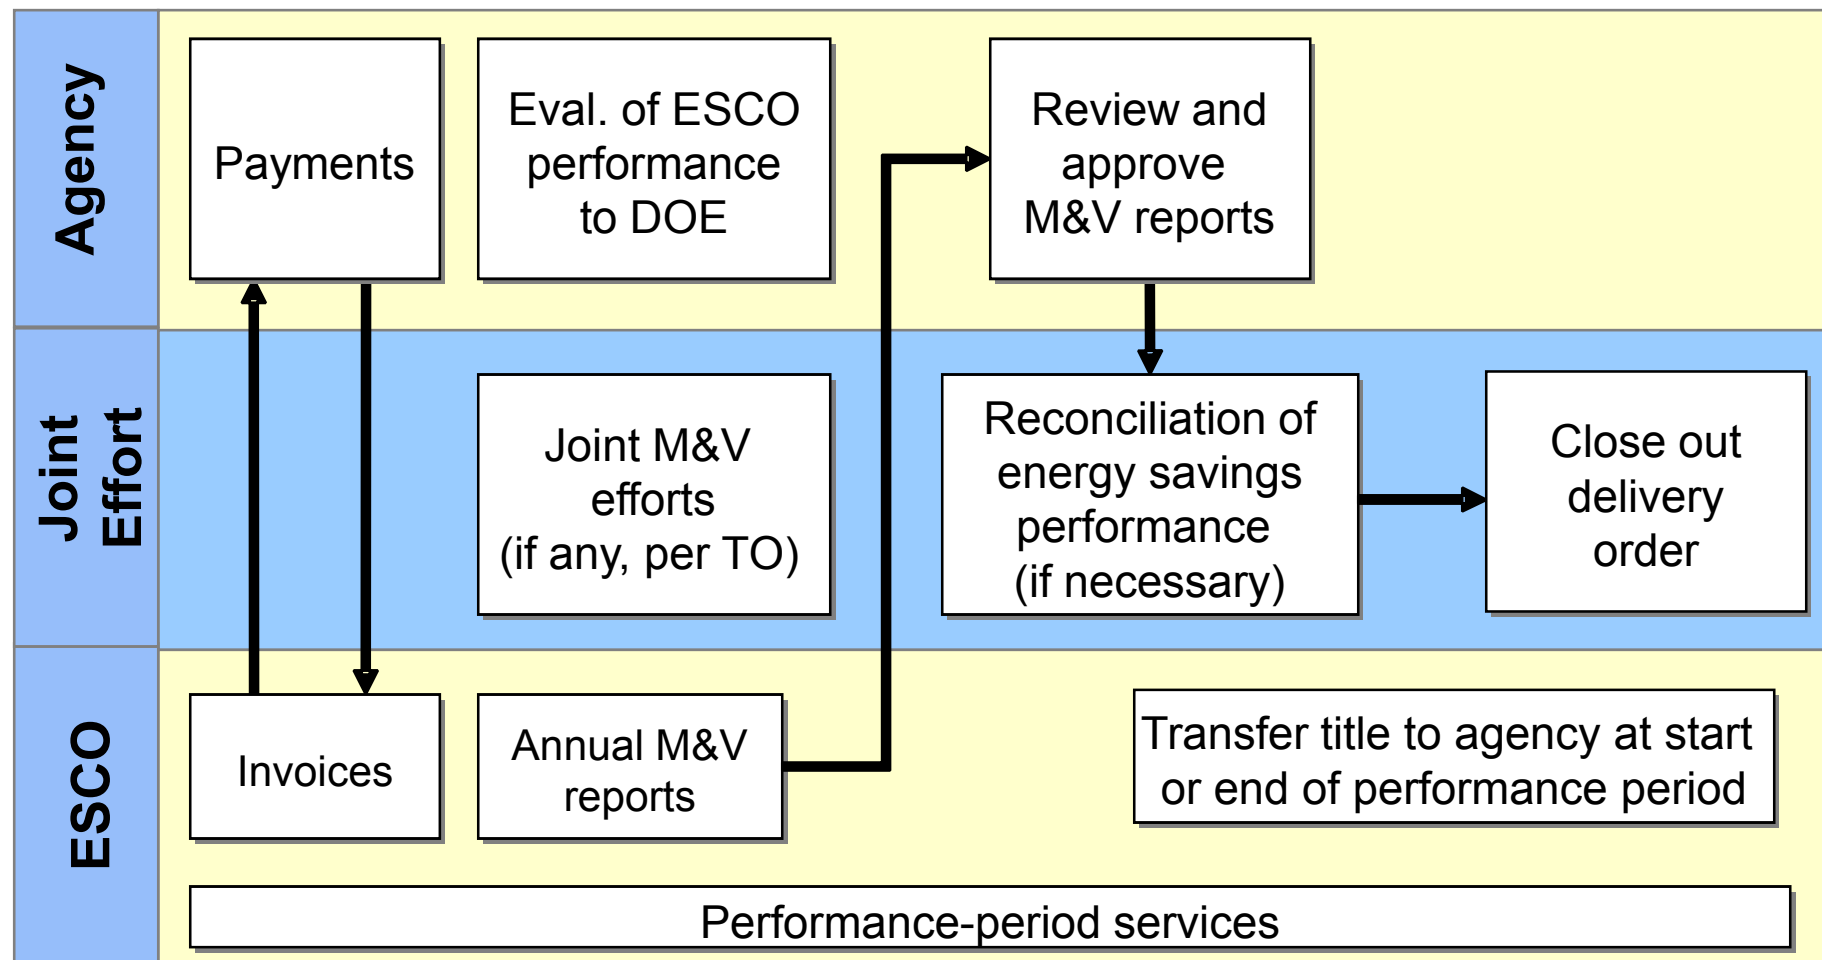 Agency
Payments
Eval. of ESCO
performance
to DOE
Review and
approve
M&V reports
Joint
Effort
Joint M&V
efforts
(if any, per TO)
Reconciliation of
energy savings
performance
(if necessary)
Close out
delivery
order
ESCO
Invoices
Annual M&V
reports
Transfer title to agency at start
or end of performance period
Performance-period services